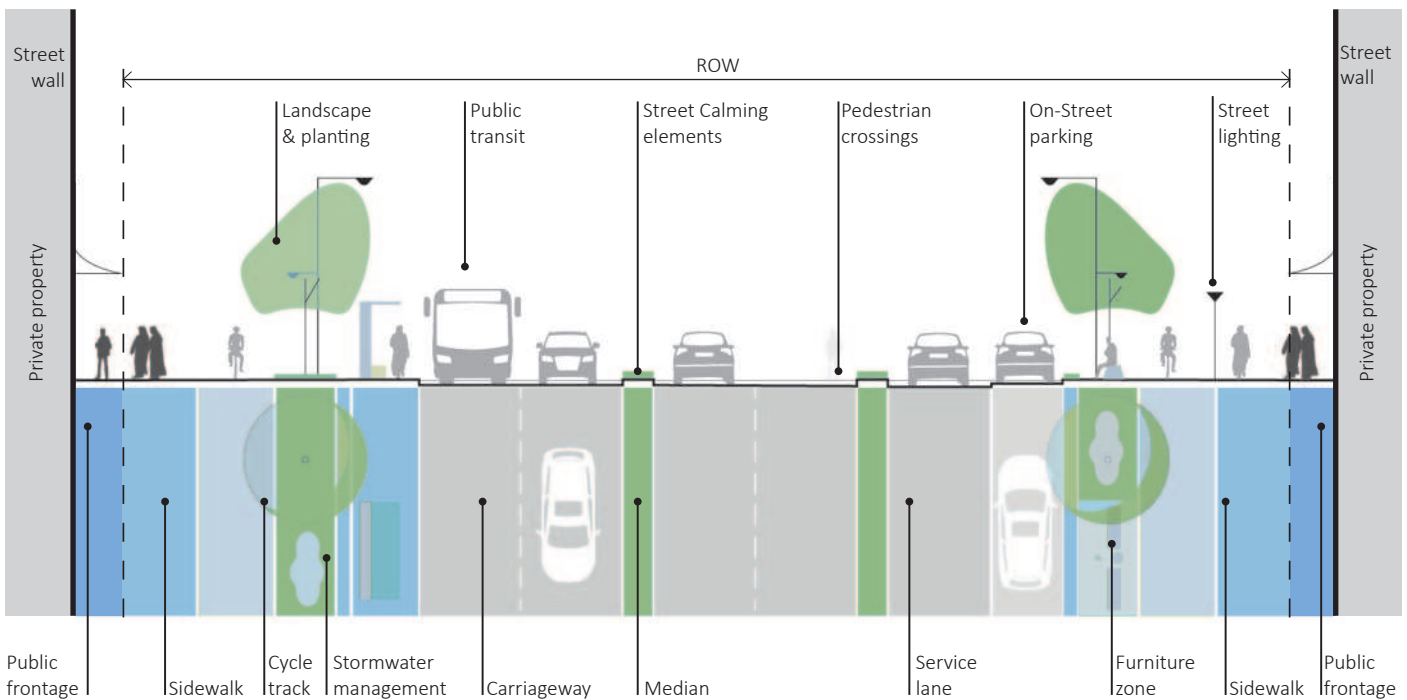 Street
wall
ROW
Street
wall
Landscape
& planting
Public
transit
Street Calming
elements
Pedestrian
crossings
On-Street
parking
Street
lighting
Private property
Private property
Public
frontage
Sidewalk
Cycle
track
Stormwater
management
Carriageway
Median
Service
lane
Furniture
zone
Sidewalk
Public
frontage